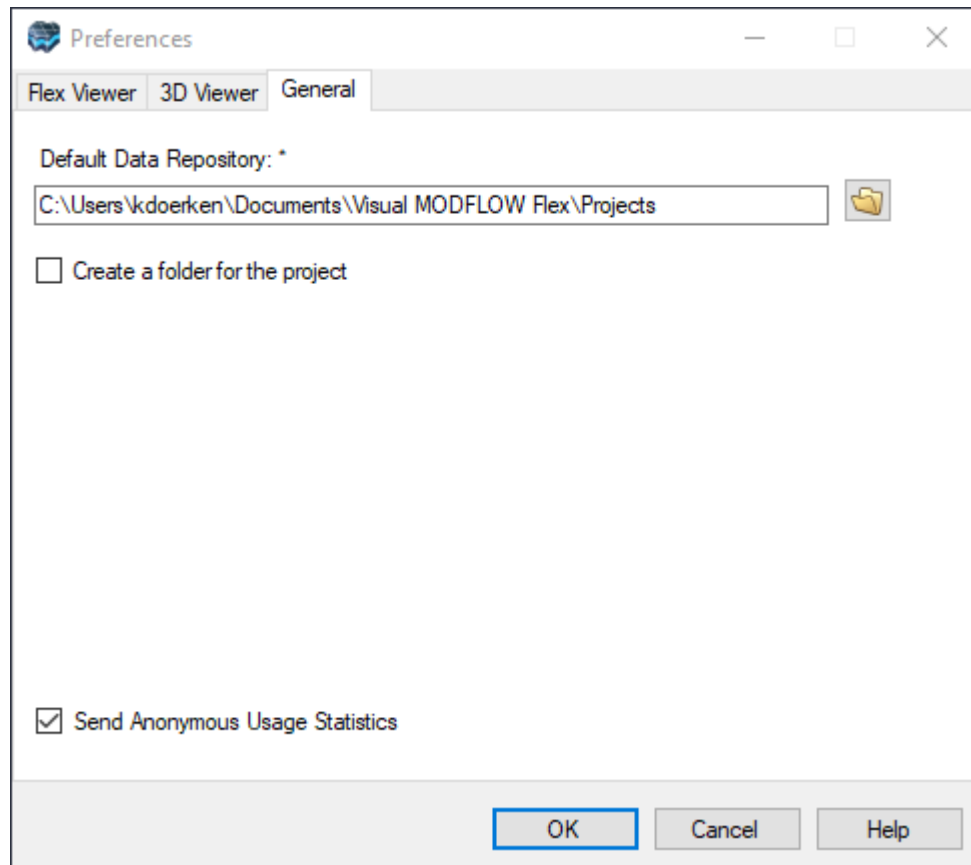 Preferences
Flex Viewer 3D Viewer General
Default Data Repository: *
C:\Users\kdoerken\Documents\Visual MODFLOW Flex\Projects
Create a folder for the project
Send Anonymous Usage Statistics
OK Cancel Help